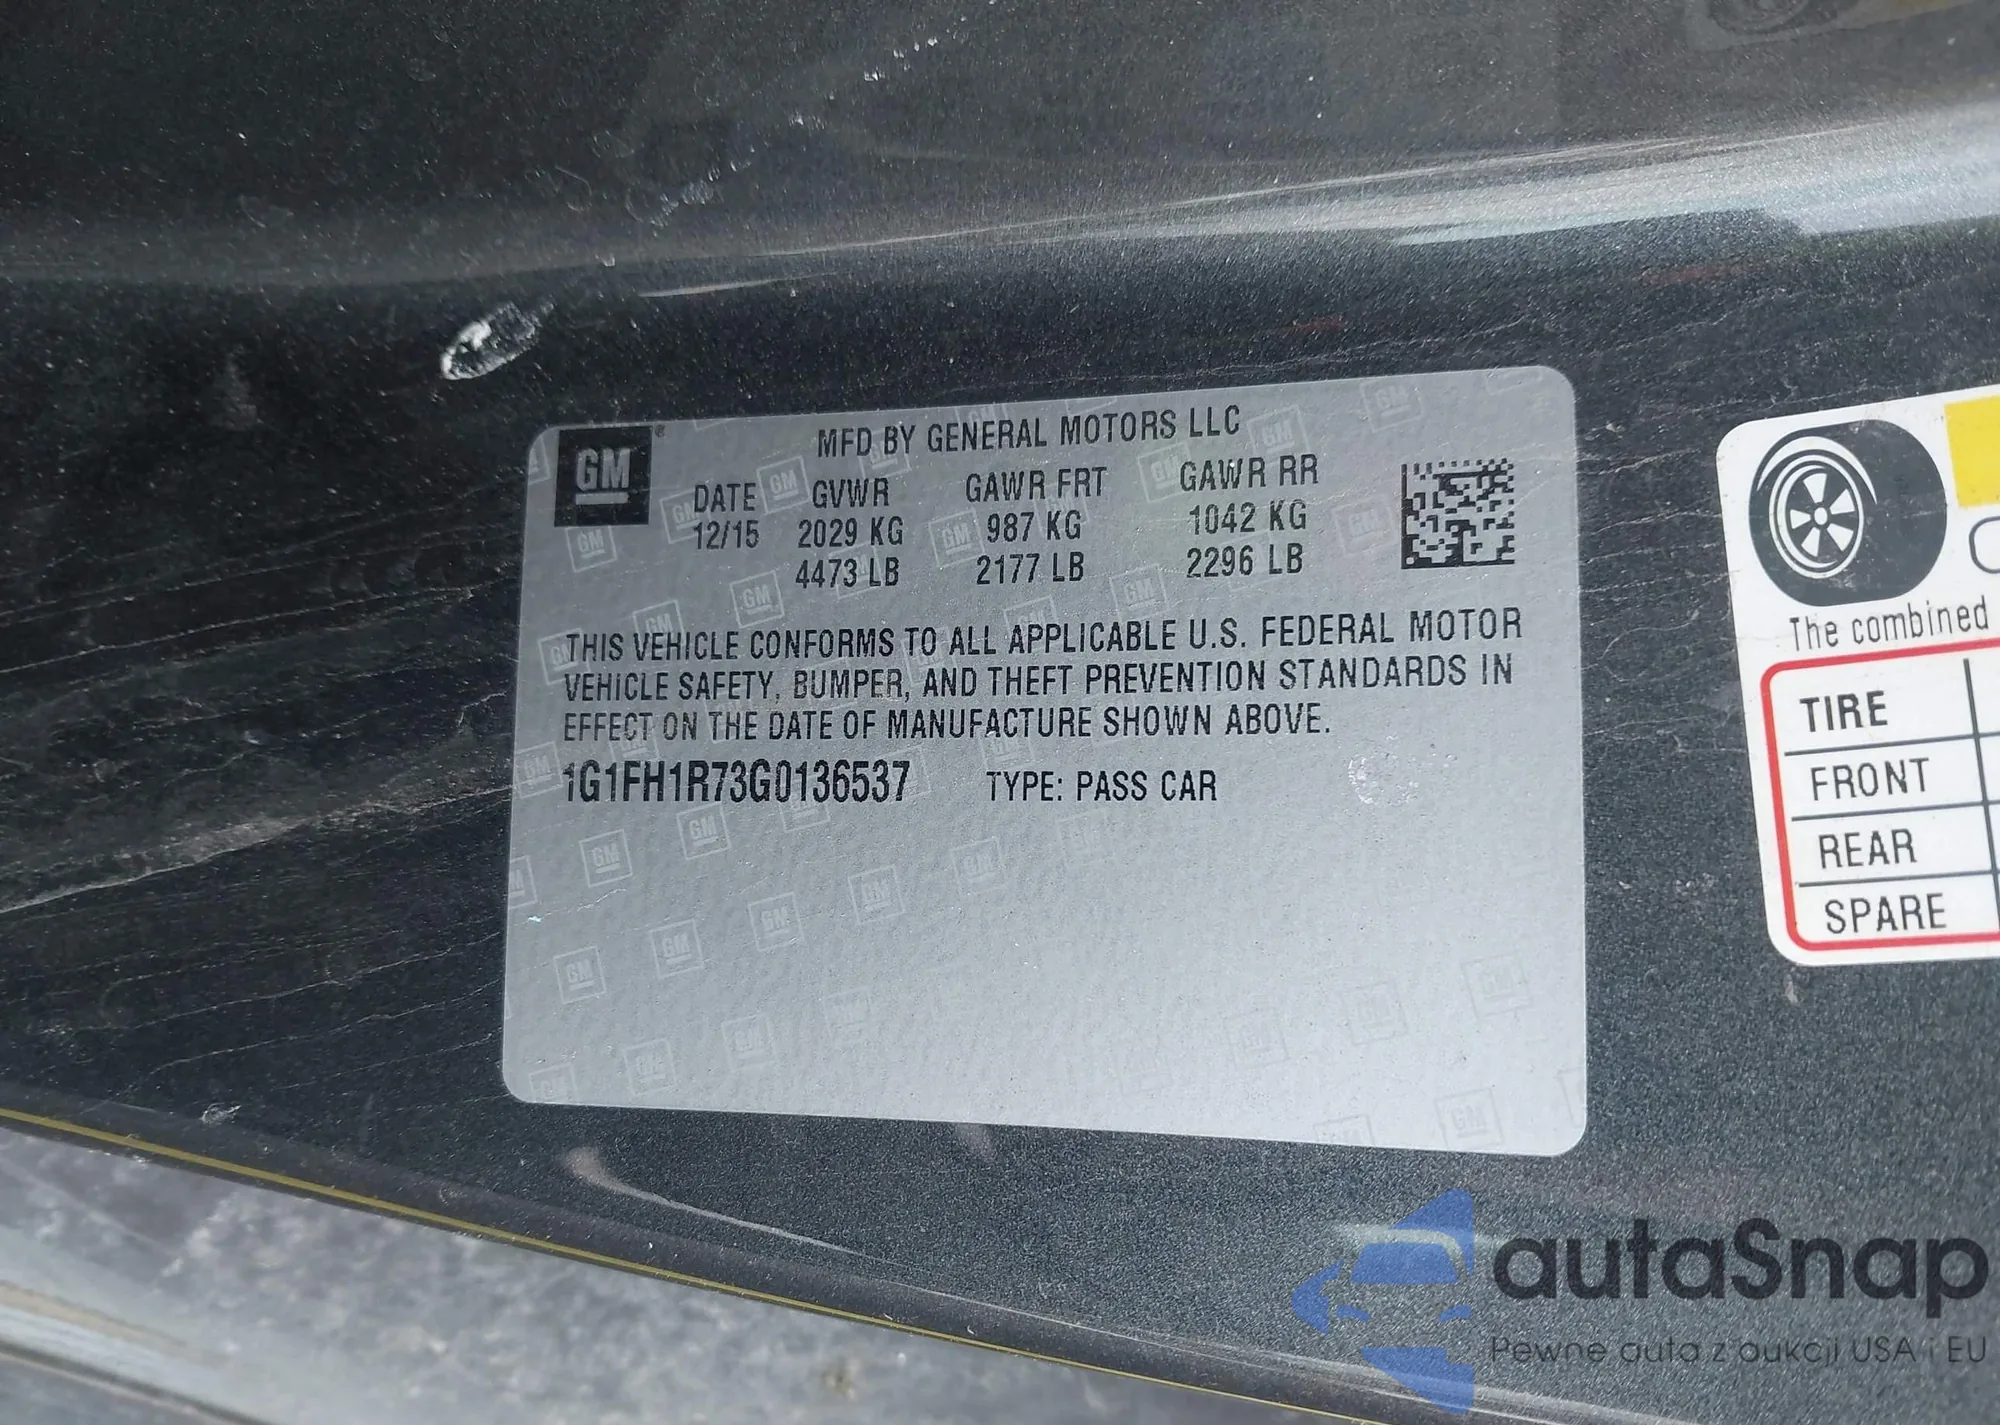 GM
MFD BY GENERAL MOTORS LLC
DATE GVWR GAWR FRT GAWR RR
12/15 2029 KG 987 KG 1042 KG
4473 LB 2177 LB 2296 LB
THIS VEHICLE CONFORMS TO ALL APPLICABLE U.S. FEDERAL MOTOR
VEHICLE SAFETY, BUMPER, AND THEFT PREVENTION STANDARDS IN
EFFECT ON THE DATE OF MANUFACTURE SHOWN ABOVE.
1G1FH1R73G0136537 TYPE: PASS CAR
The combined
TIRE
FRONT
REAR
SPARE
autaSnap
Pewne auta z aukcji USA i EU